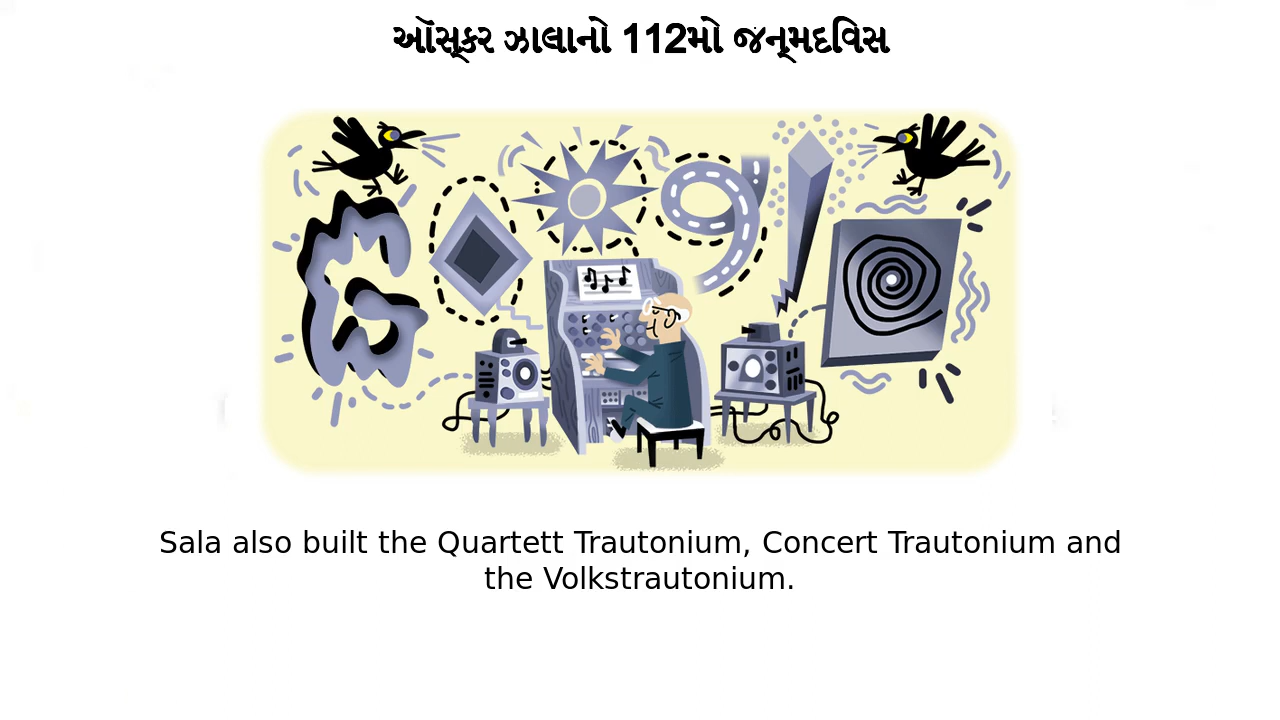 ઑસ્કર ઝાલાનો 112મો જન્મદિવસ
Sala also built the Quartett Trautonium, Concert Trautonium and
the Volkstrautonium.